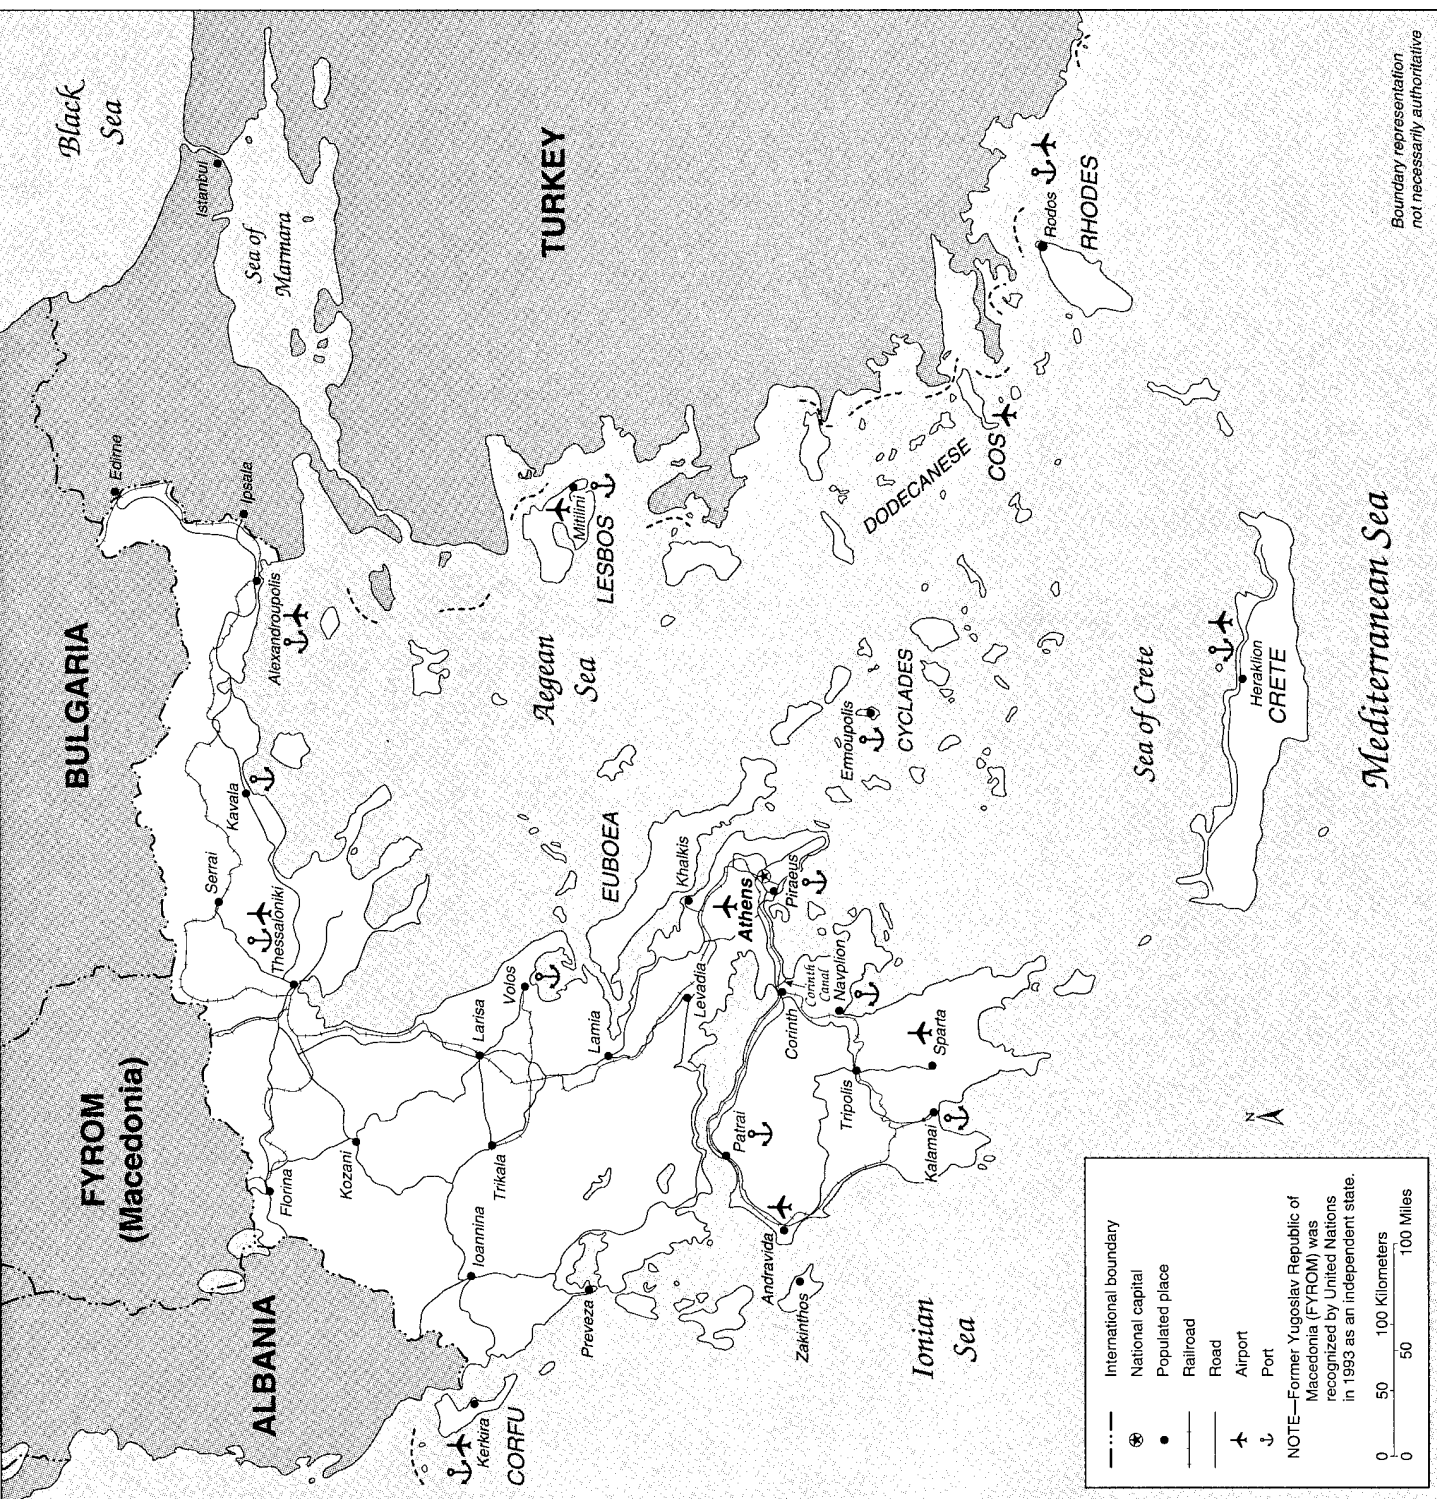 Black
Sea
BULGARIA
FYROM
(Macedonia)
ALBANIA
TURKEY
Istanbul
Sea of
Marmara
Edirne
Ipsala
Alexandroupolis
Kavala
Serrai
Thessaloniki
Florina
Kozani
Larisa
Volos
Trikala
Ioannina
Kerkira
CORFU
Preveza
Lamia
Levadia
EUBOEA
Khalkis
Aegean
Sea
Mitilini
LESBOS
Athens
Piraeus
Corinth
Canal
Corinth
Navplion
Patrai
Andravida
Zakinthos
Tripolis
Sparta
Kalamai
Ionian
Sea
Ermoupolis
CYCLADES
DODECANESE
COS
Rodos
RHODES
Sea of Crete
Heraklion
CRETE
Mediterranean Sea
N
International boundary
National capital
Populated place
Railroad
Road
Airport
Port
NOTE—Former Yugoslav Republic of
Macedonia (FYROM) was
recognized by United Nations
in 1993 as an independent state.
0 50 100 Kilometers
0 50 100 Miles
Boundary representation
not necessarily authoritative